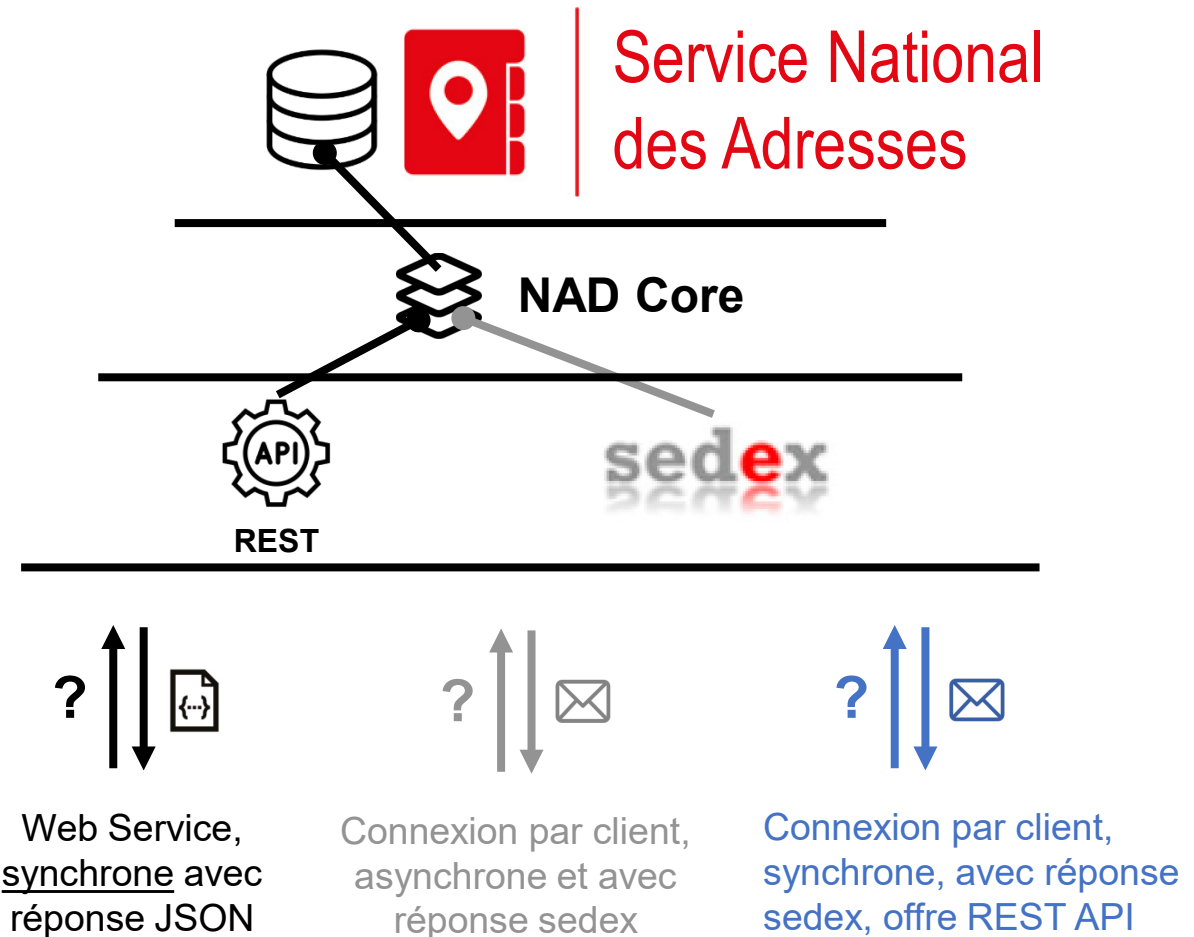 Service National
des Adresses
NAD Core
API
REST
sedex
?
{...}
?
?
Web Service,
synchrone avec
réponse JSON
Connexion par client,
asynchrone et avec
réponse sedex
Connexion par client,
synchrone, avec réponse
sedex, offre REST API